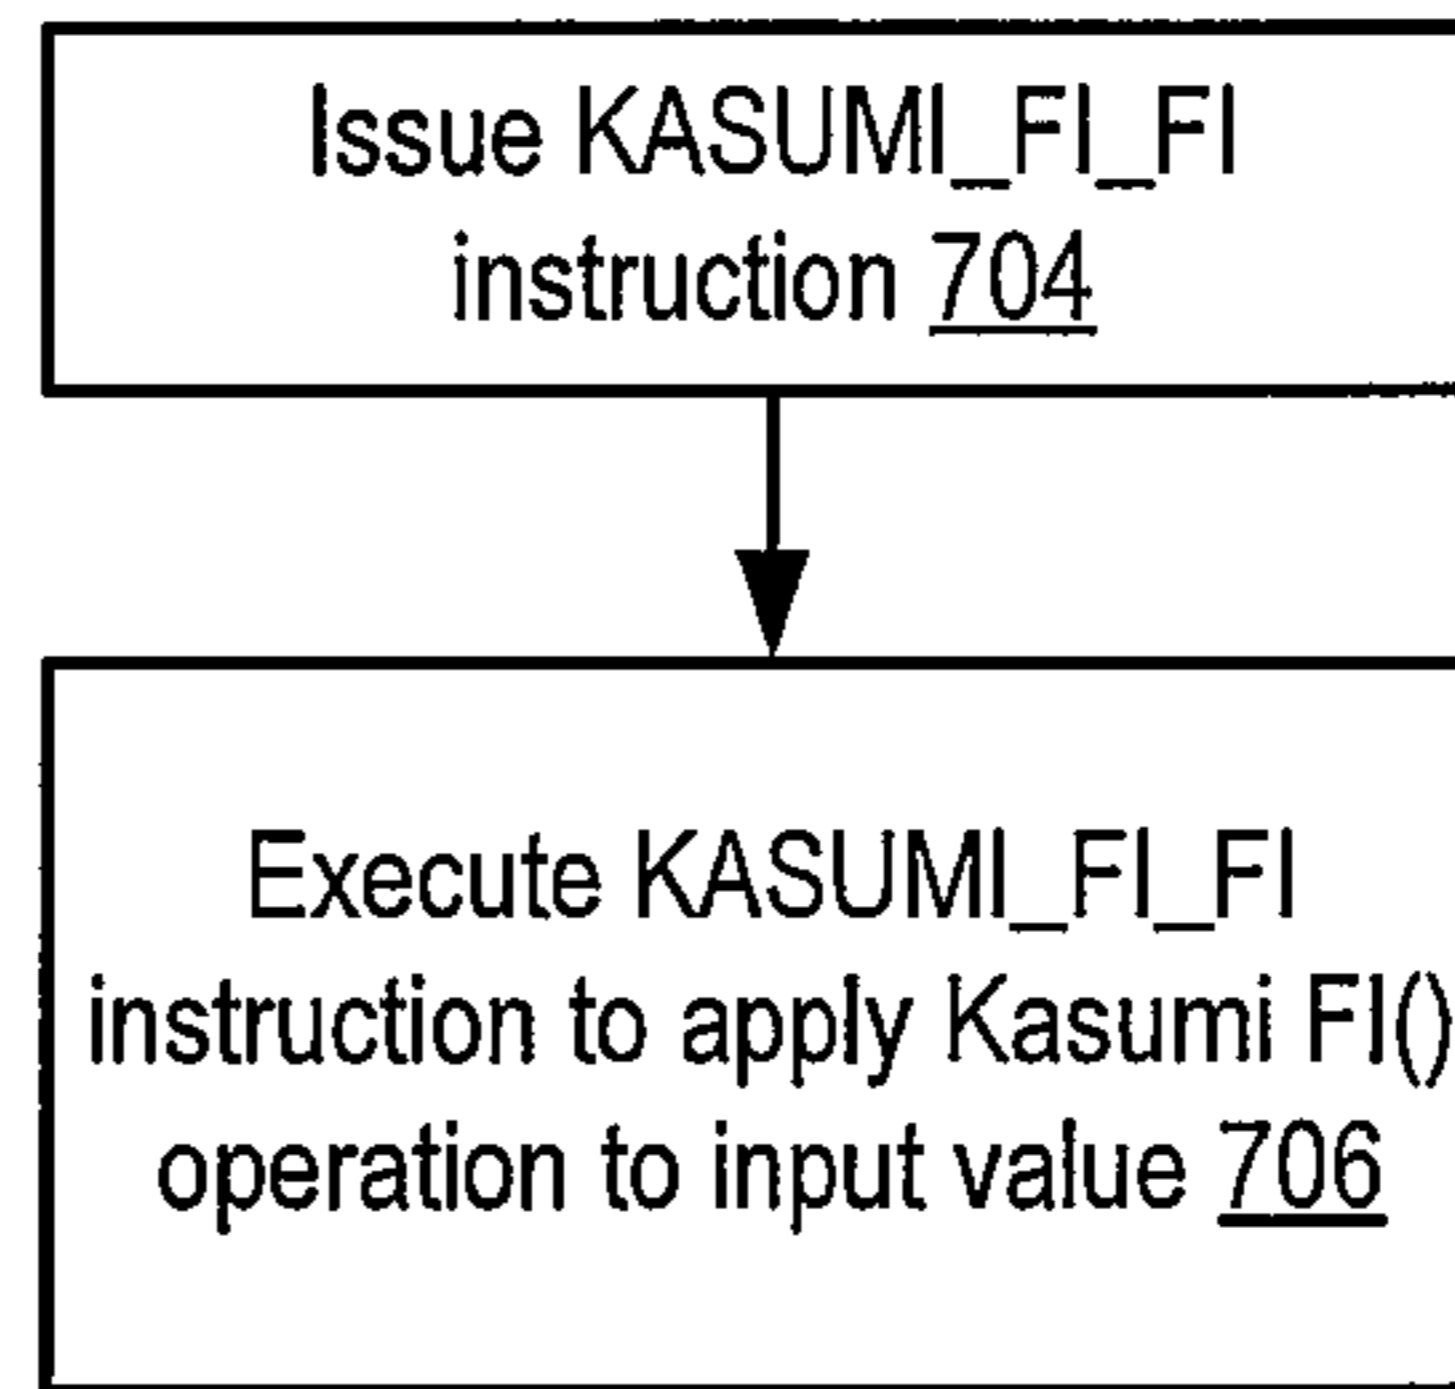 Issue KASUMI_FI_FI
instruction 704
Execute KASUMI_FI_FI
instruction to apply Kasumi FI()
operation to input value 706